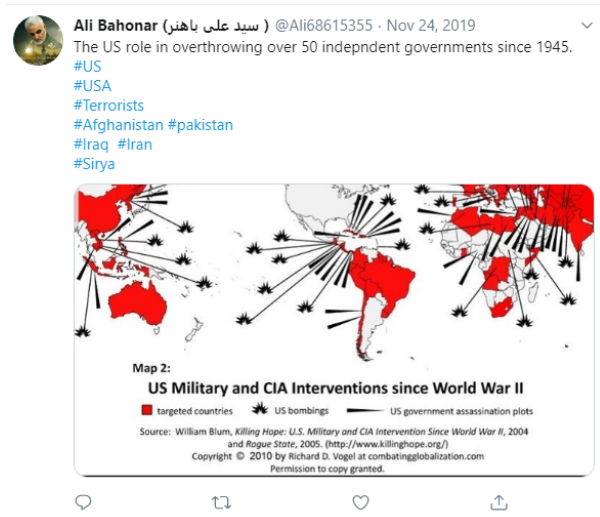 Ali Bahonar (سید علی باهنر ) @Ali68615355 · Nov 24, 2019
The US role in overthrowing over 50 indepndent governments since 1945.
#US
#USA
#Terrorists
#Afghanistan #pakistan
#Iraq #Iran
#Sirya
Map 2:
US Military and CIA Interventions since World War II
targeted countries US bombings US government assassination plots
Source: William Blum, Killing Hope: U.S. Military and CIA Intervention Since World War II, 2004
and Rogue State, 2005. (http://www.killinghope.org/)
Copyright © 2010 by Richard D. Vogel at combatingglobalization.com
Permission to copy granted.